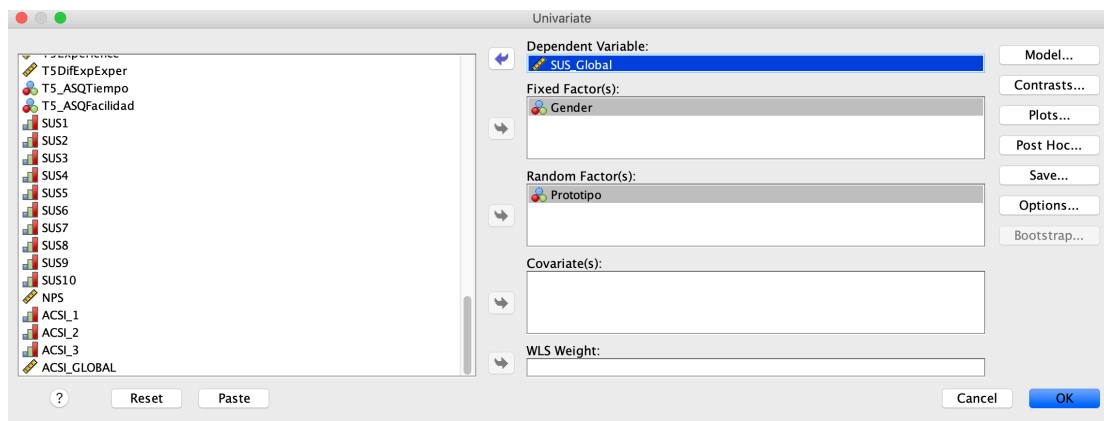 Univariate
T5Experience
T5DifExpExper
T5_ASQTiempo
T5_ASQFacilidad
SUS1
SUS2
SUS3
SUS4
SUS5
SUS6
SUS7
SUS8
SUS9
SUS10
NPS
ACSI_1
ACSI_2
ACSI_3
ACSI_GLOBAL
Dependent Variable:
SUS_Global
Fixed Factor(s):
Gender
Random Factor(s):
Prototipo
Covariate(s):
WLS Weight:
Model...
Contrasts...
Plots...
Post Hoc...
Save...
Options...
Bootstrap...
?
Reset
Paste
Cancel
OK